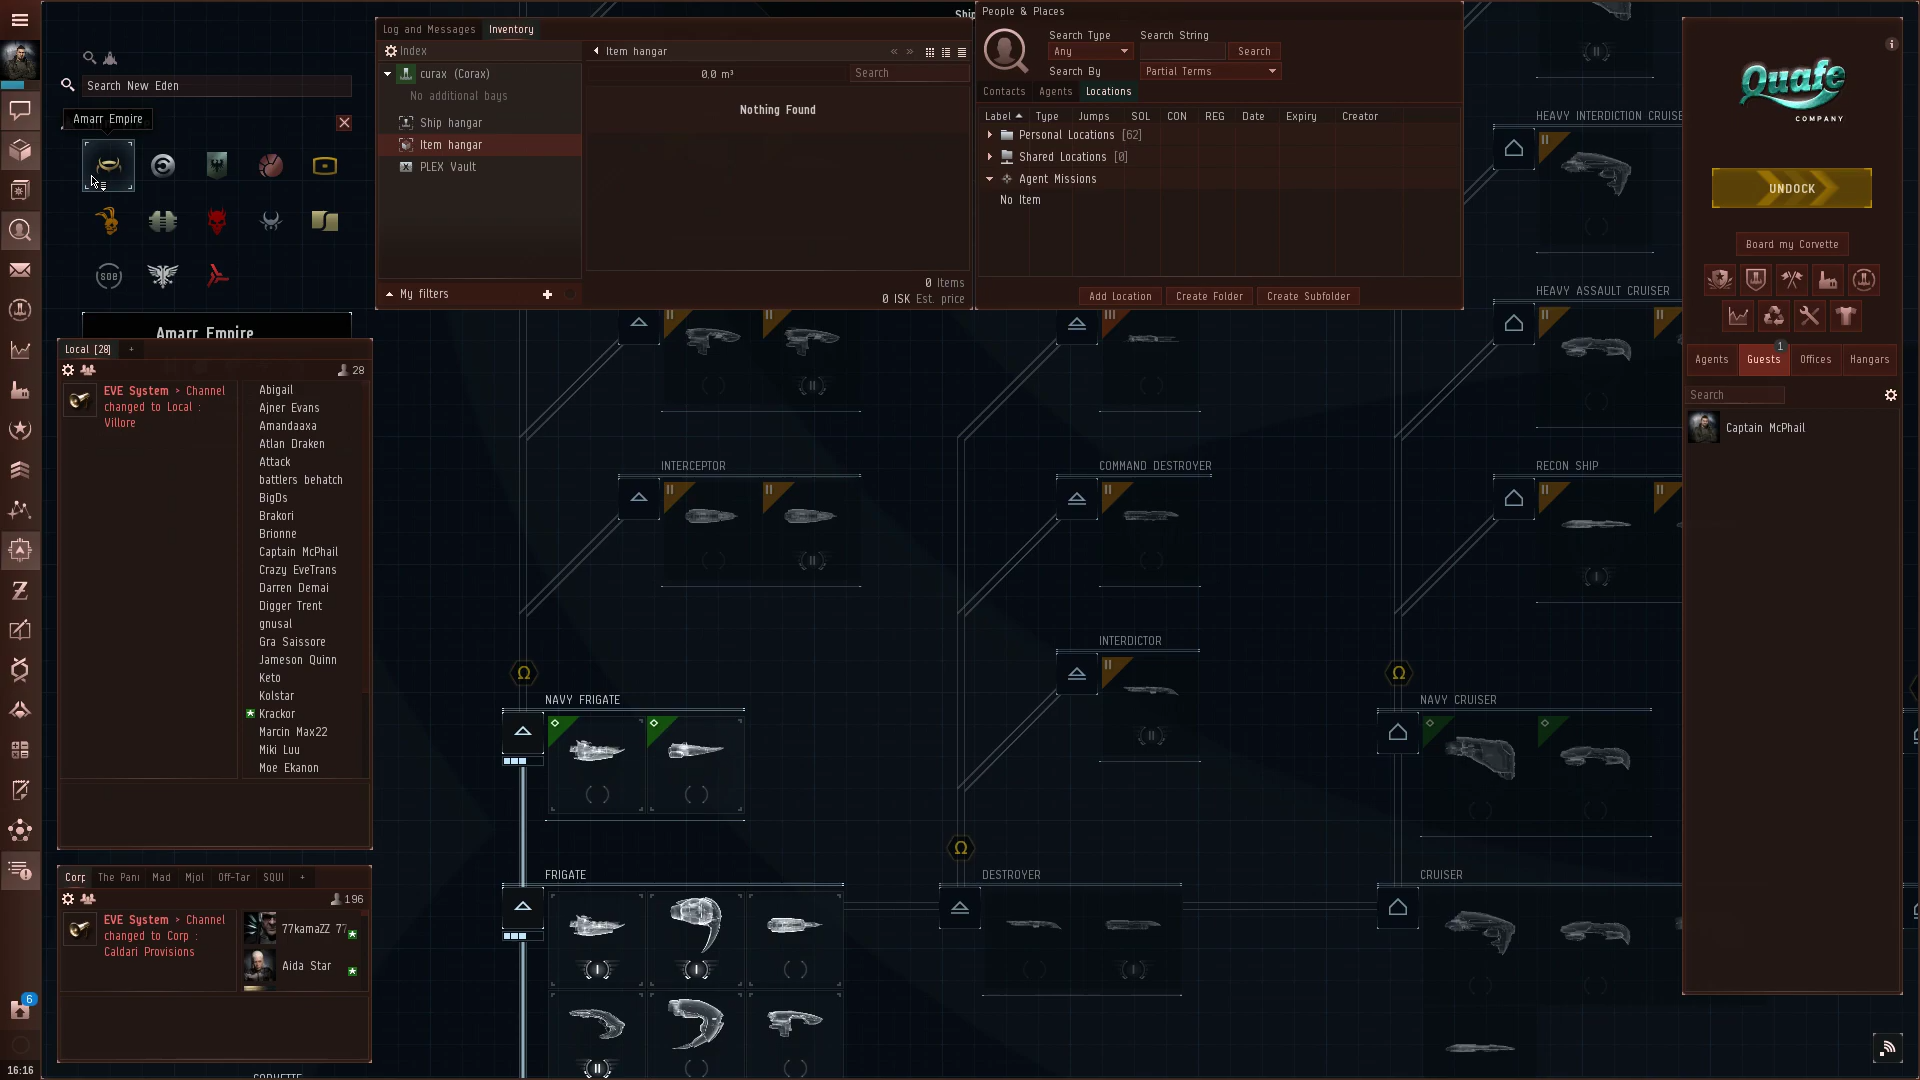 Ship
Log and Messages
Inventory
People & Places
Search New Eden
Amarr Empire
SOB
Amarr Empire
Index
curax (Corax)
No additional bays
Ship hangar
Item hangar
PLEX Vault
My filters
Item hangar
0.0 m³
Search
Nothing Found
0 Items
0 ISK Est. price
Search Type
Search String
Any
Search
Search By
Partial Terms
Contacts
Agents
Locations
Label
Type
Jumps
SOL
CON
REG
Date
Expiry
Creator
Personal Locations [62]
Shared Locations [0]
Agent Missions
No Item
Add Location
Create Folder
Create Subfolder
Local [28]
+
28
EVE System > Channel
changed to Local :
Villore
Abigail
Ajner Evans
Amandaaxa
Atlan Draken
Attack
battlers behatch
BigDs
Brakori
Brionne
Captain McPhail
Crazy EveTrans
Darren Demai
Digger Trent
gnusal
Gra Saissore
Jameson Quinn
Keto
Kolstar
Krackor
Marcin Max22
Miki Luu
Moe Ekanon
Corp
The Pan
Mad
Mjol
Off-Tar
SQUI
+
196
EVE System > Channel
changed to Corp :
Caldari Provisions
77kamaZZ 77
Aida Star
6
16:16
CORVETTE
INTERCEPTOR
COMMAND DESTROYER
INTERDICTOR
NAVY FRIGATE
FRIGATE
DESTROYER
HEAVY INTERDICTION CRUISE
HEAVY ASSAULT CRUISER
RECON SHIP
NAVY CRUISER
CRUISER
Quafe
COMPANY
UNDOCK
Board my Corvette
Agents
Guests
1
Offices
Hangars
Search
Captain McPhail